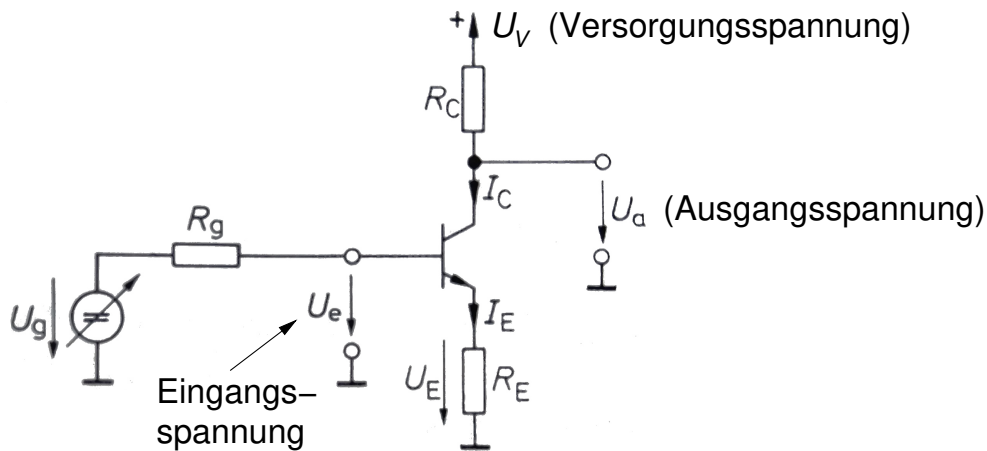 + U_V (Versorgungsspannung)
R_C
I_C
U_a (Ausgangsspannung)
R_g
U_g
=
U_e
I_E
U_E R_E
Eingangs−
spannung